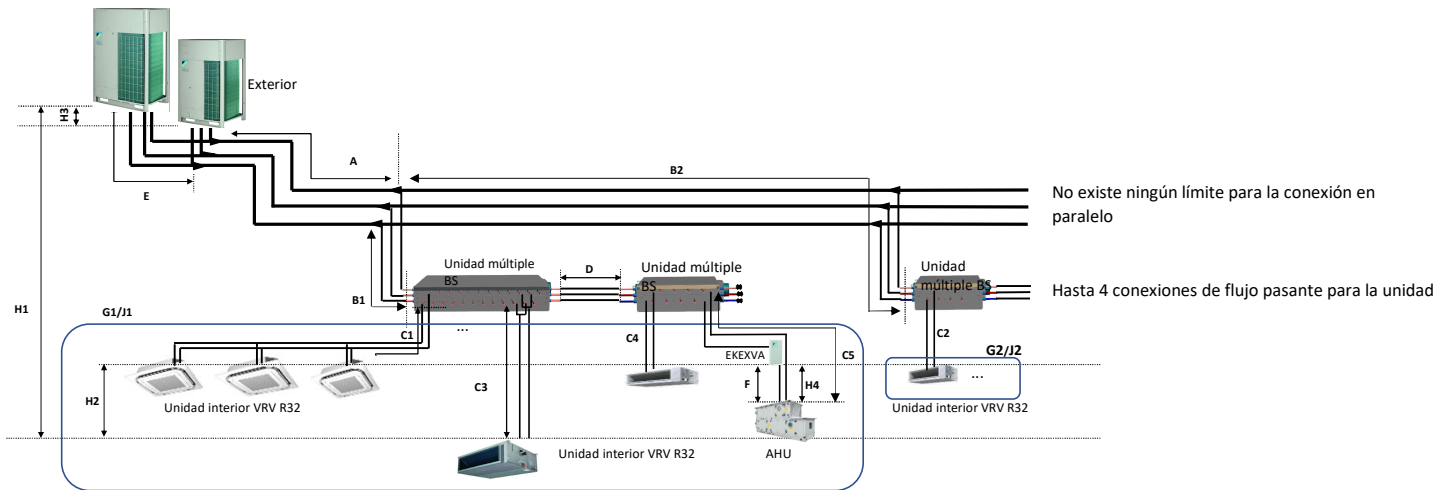 Exterior
H3
A
B2
E
No existe ningún límite para la conexión en
paralelo
H1
B1
Unidad múltiple
BS
D
Unidad múltiple
BS
Unidad
múltiple BS
Hasta 4 conexiones de flujo pasante para la unidad
G1/J1
C1
...
C3
C4
EKEXVA
C5
C2
G2/J2
...
H2
F
H4
Unidad interior VRV R32
Unidad interior VRV R32
Unidad interior VRV R32
AHU